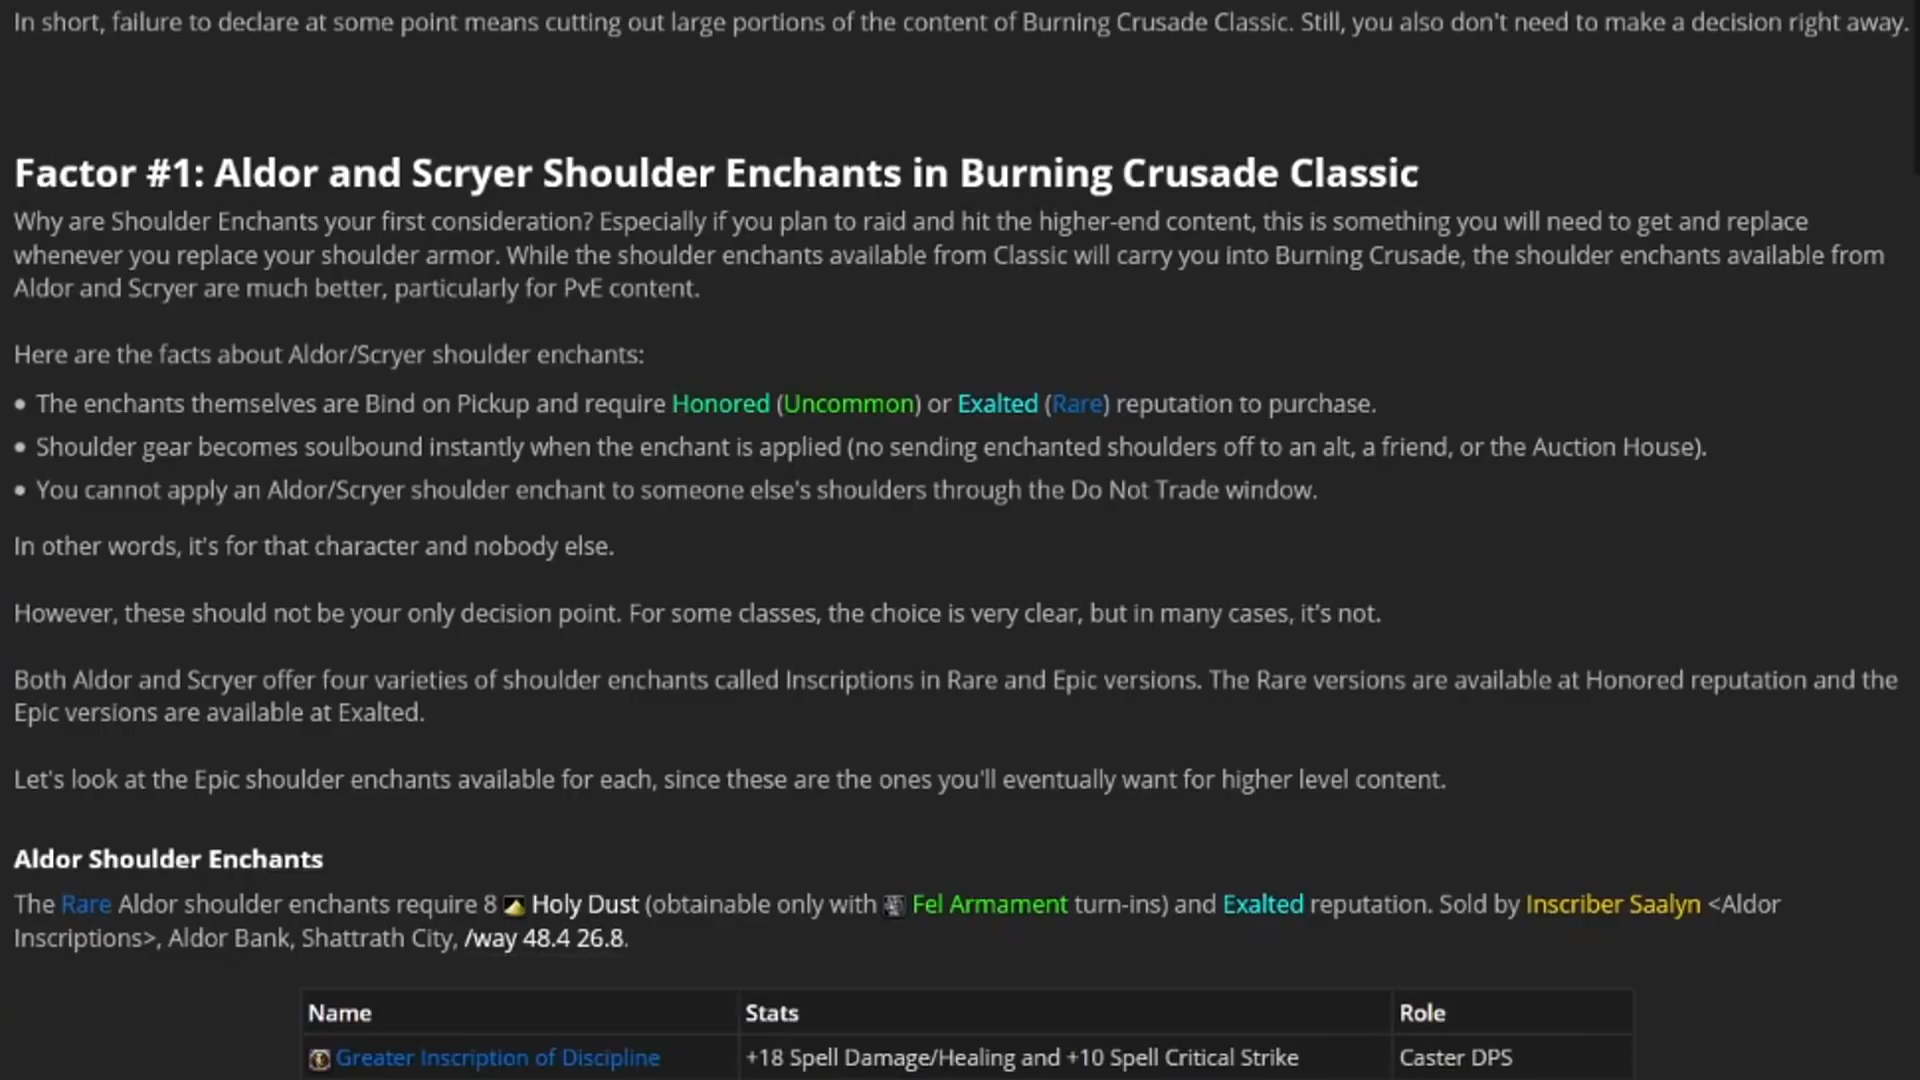 In short, failure to declare at some point means cutting out large portions of the content of Burning Crusade Classic. Still, you also don't need to make a decision right away.
Factor #1: Aldor and Scryer Shoulder Enchants in Burning Crusade Classic
Why are Shoulder Enchants your first consideration? Especially if you plan to raid and hit the higher-end content, this is something you will need to get and replace
whenever you replace your shoulder armor. While the shoulder enchants available from Classic will carry you into Burning Crusade, the shoulder enchants available from
Aldor and Scryer are much better, particularly for PvE content.
Here are the facts about Aldor/Scryer shoulder enchants:
• The enchants themselves are Bind on Pickup and require Honored (Uncommon) or Exalted (Rare) reputation to purchase.
• Shoulder gear becomes soulbound instantly when the enchant is applied (no sending enchanted shoulders off to an alt, a friend, or the Auction House).
• You cannot apply an Aldor/Scryer shoulder enchant to someone else's shoulders through the Do Not Trade window.
In other words, it's for that character and nobody else.
However, these should not be your only decision point. For some classes, the choice is very clear, but in many cases, it's not.
Both Aldor and Scryer offer four varieties of shoulder enchants called Inscriptions in Rare and Epic versions. The Rare versions are available at Honored reputation and the
Epic versions are available at Exalted.
Let's look at the Epic shoulder enchants available for each, since these are the ones you'll eventually want for higher level content.
Aldor Shoulder Enchants
The Rare Aldor shoulder enchants require 8 Holy Dust (obtainable only with Fel Armament turn-ins) and Exalted reputation. Sold by Inscriber Saalyn <Aldor
Inscriptions>, Aldor Bank, Shattrath City, /way 48.4 26.8.
Name Stats Role
Greater Inscription of Discipline +18 Spell Damage/Healing and +10 Spell Critical Strike Caster DPS